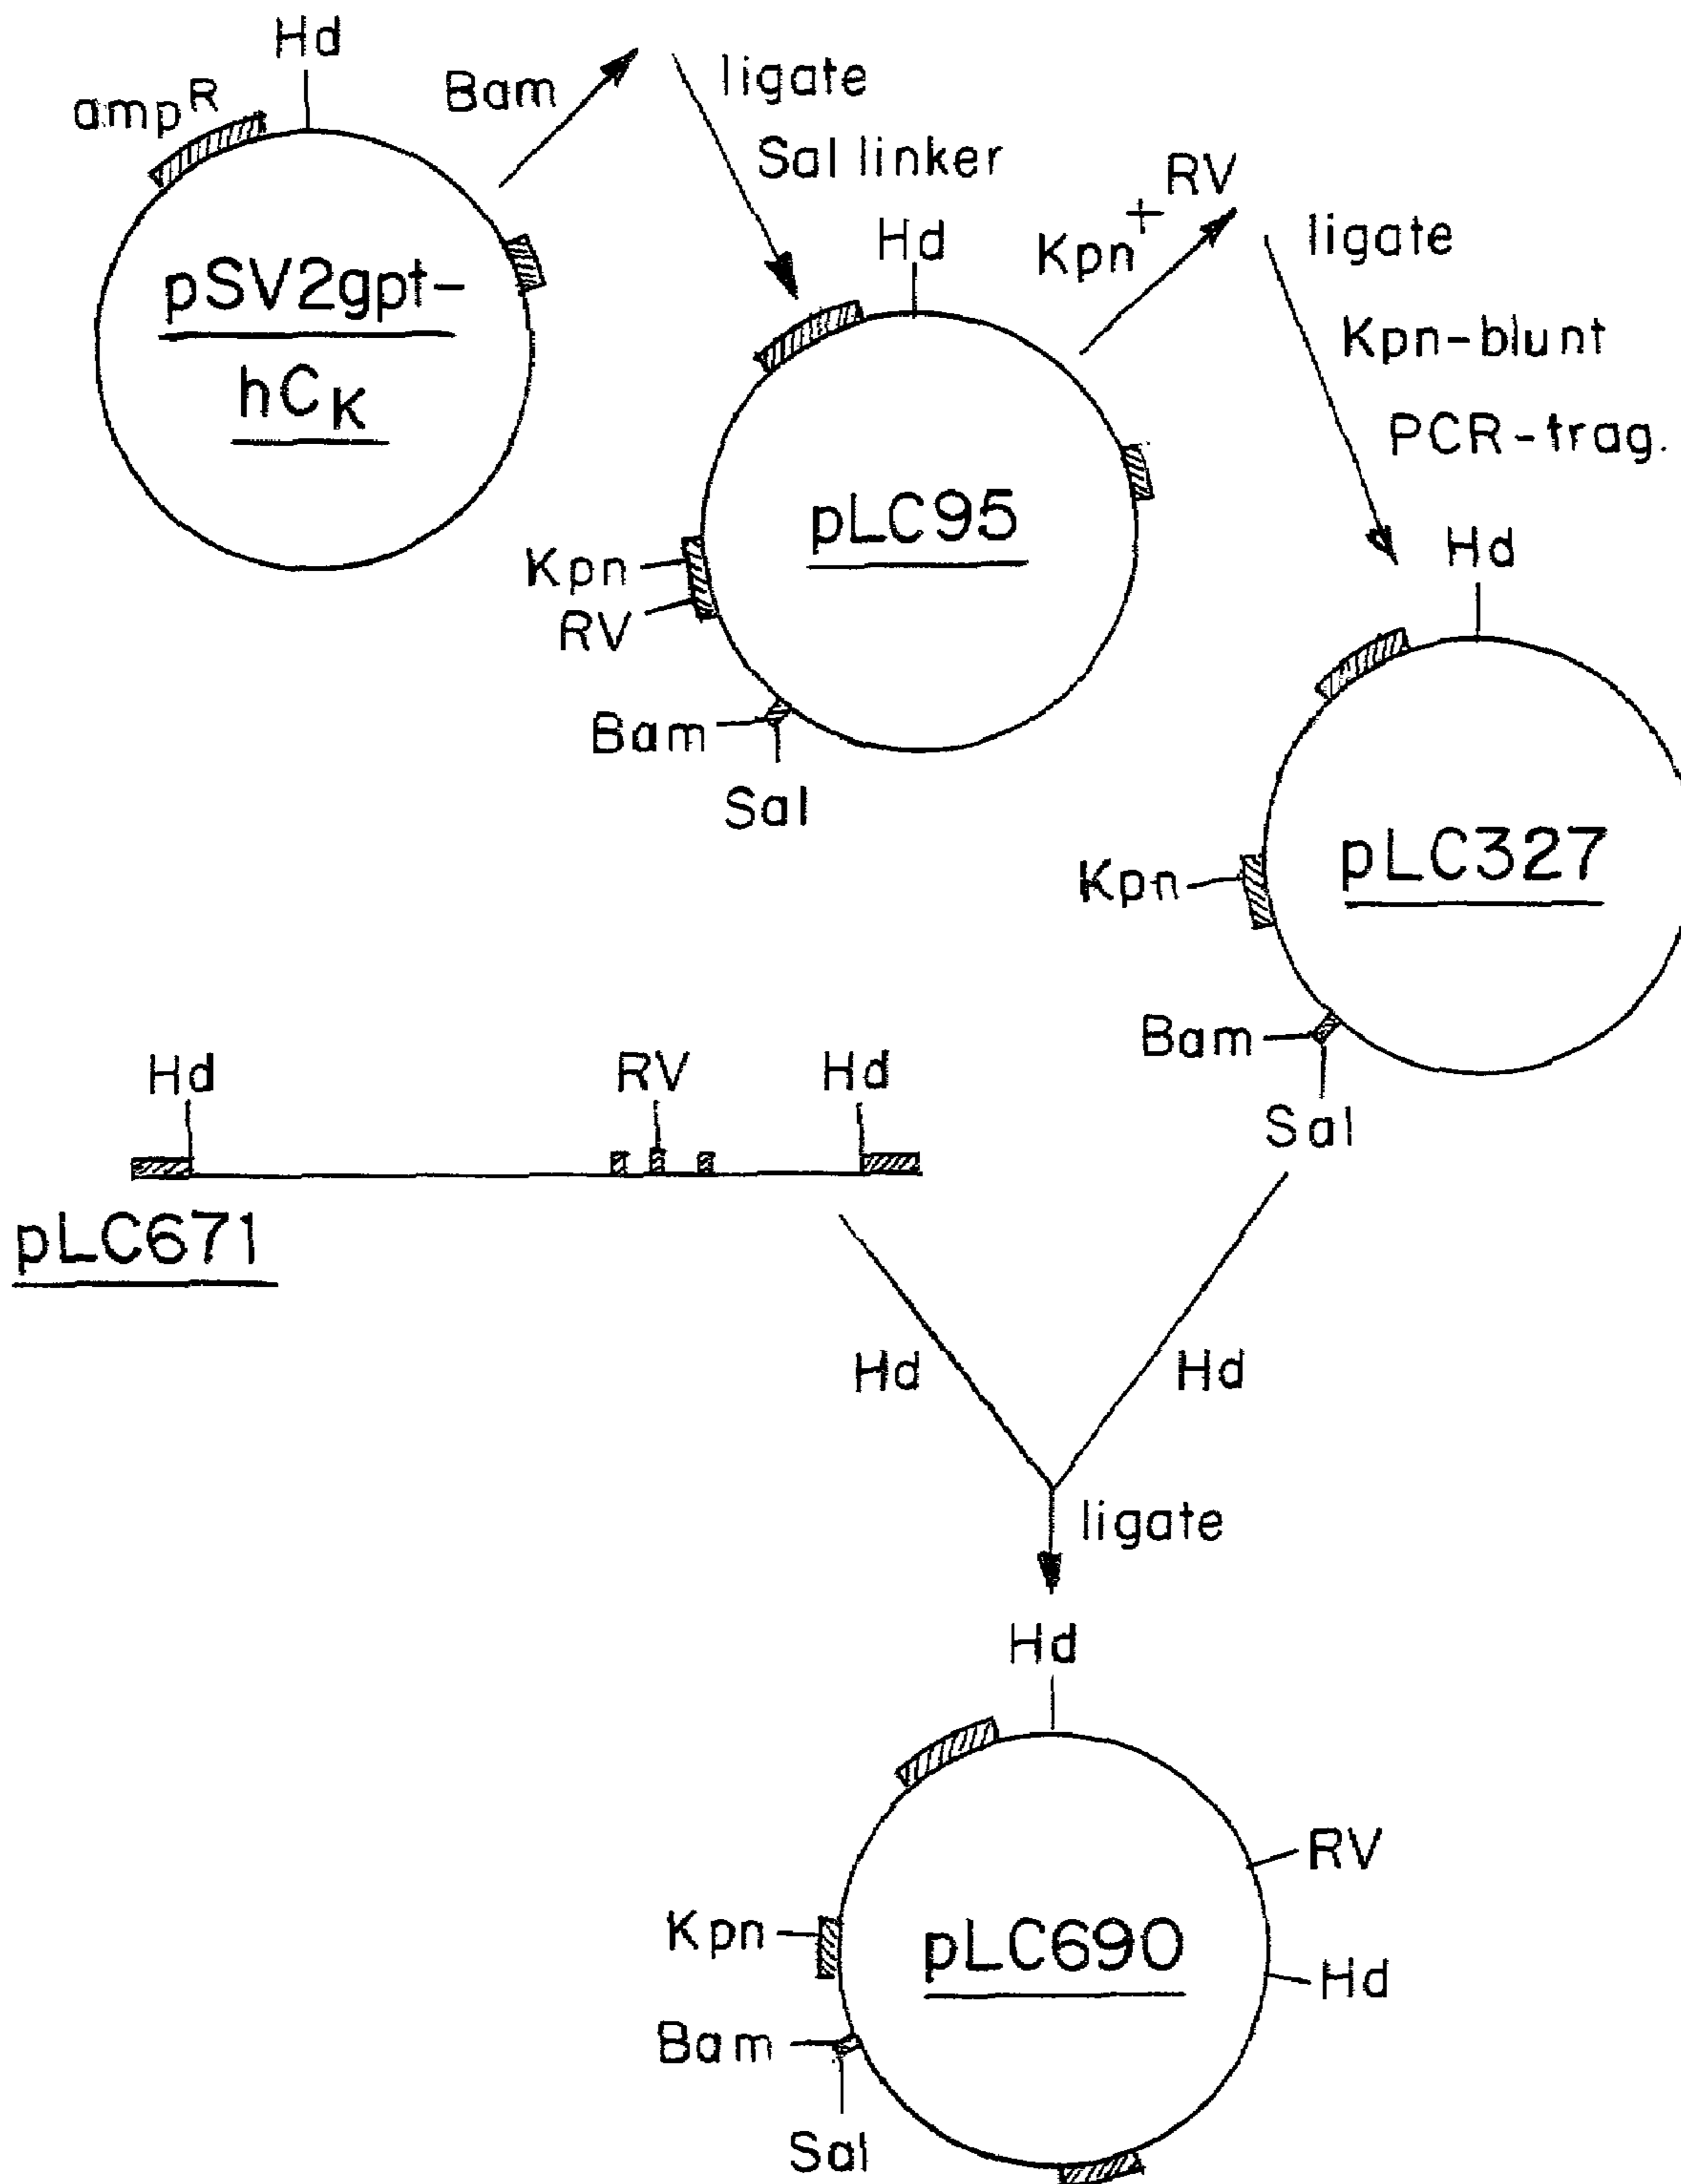 Hd
ampR
Bam
ligate
Sal linker
pSV2gpt-
hCK
Hd
Kpn + RV
ligate
Kpn-blunt
PCR-trag.
pLC95
Kpn
RV
Bam
Sal
Hd
pLC327
Kpn
Bam
Sal
Hd
RV
Hd
pLC671
Hd
Hd
ligate
Hd
RV
Kpn
pLC690
Hd
Bam
Sal